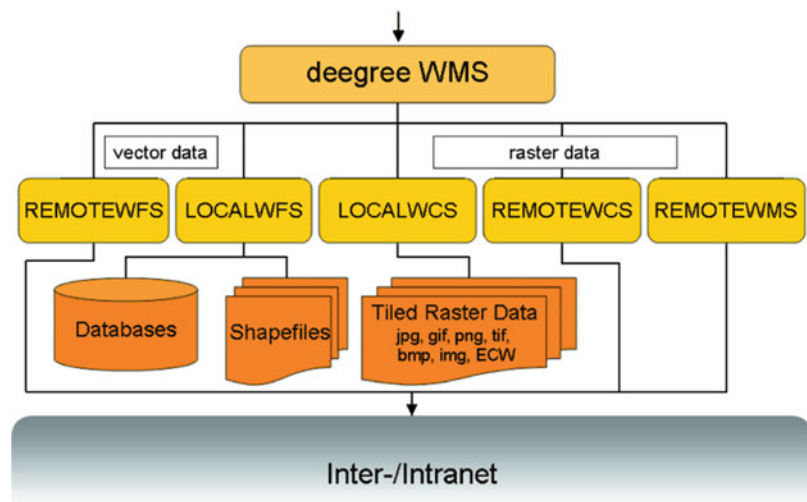 deegree WMS
vector data
raster data
REMOTEWFS
LOCALWFS
LOCALWCS
REMOTEWCS
REMOTEWMS
Databases
Shapefiles
Tiled Raster Data
jpg, gif, png, tif,
bmp, img, ECW
Inter-/Intranet